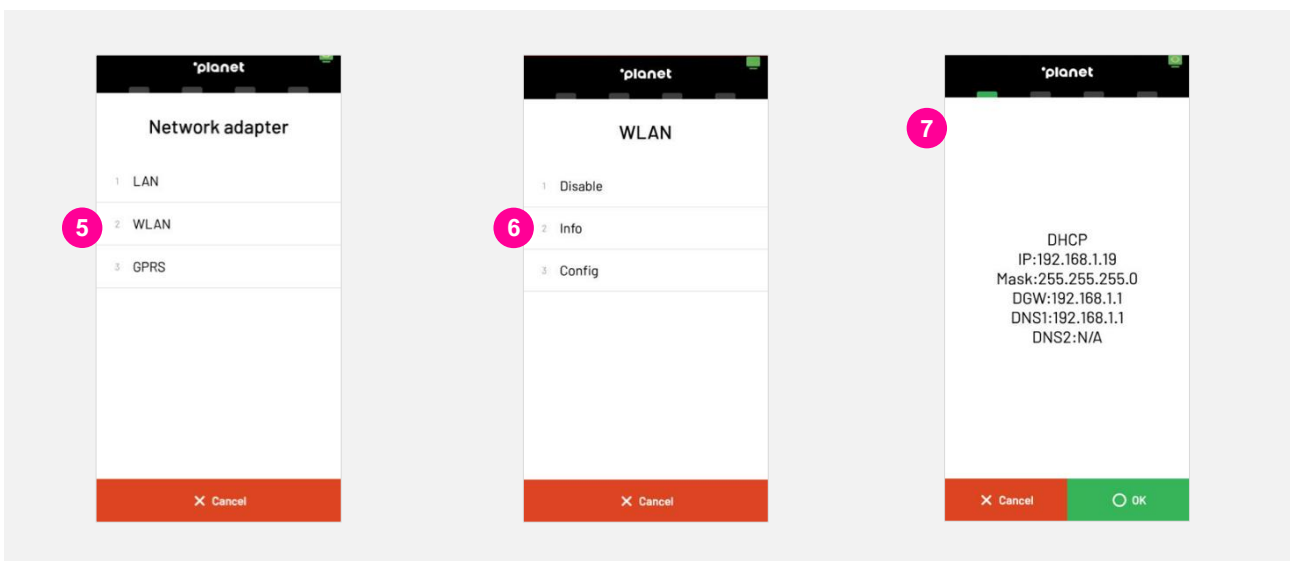 planet
Network adapter
1 LAN
5
2 WLAN
3 GPRS
Cancel
planet
WLAN
1 Disable
6
2 Info
3 Config
Cancel
planet
7
DHCP
IP:192.168.1.19
Mask:255.255.255.0
DGW:192.168.1.1
DNS1:192.168.1.1
DNS2:N/A
Cancel
OK